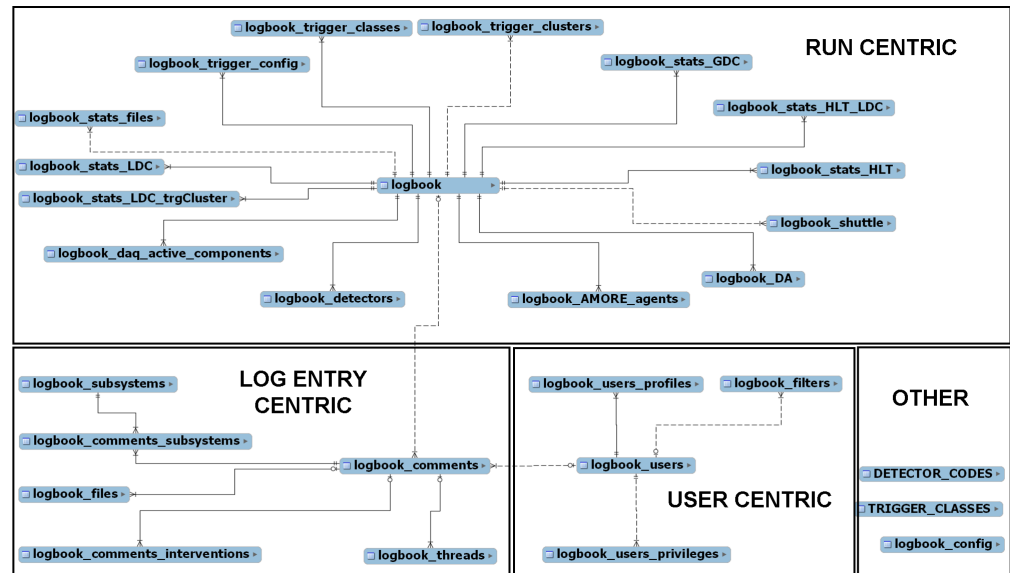 logbook_trigger_classes
logbook_trigger_clusters
RUN CENTRIC
logbook_trigger_config
logbook_stats_GDC
logbook_stats_HLT_LDC
logbook_stats_files
logbook_stats_LDC
logbook_stats_HLT
logbook
logbook_stats_LDC_trgCluster
logbook_shuttle
logbook_daq_active_components
logbook_DA
logbook_detectors
logbook_AMORE_agents
LOG ENTRY
CENTRIC
logbook_subsystems
logbook_comments_subsystems
logbook_comments
logbook_files
logbook_comments_interventions
logbook_threads
logbook_users_profiles
logbook_filters
logbook_users
USER CENTRIC
logbook_users_privileges
OTHER
DETECTOR_CODES
TRIGGER_CLASSES
logbook_config